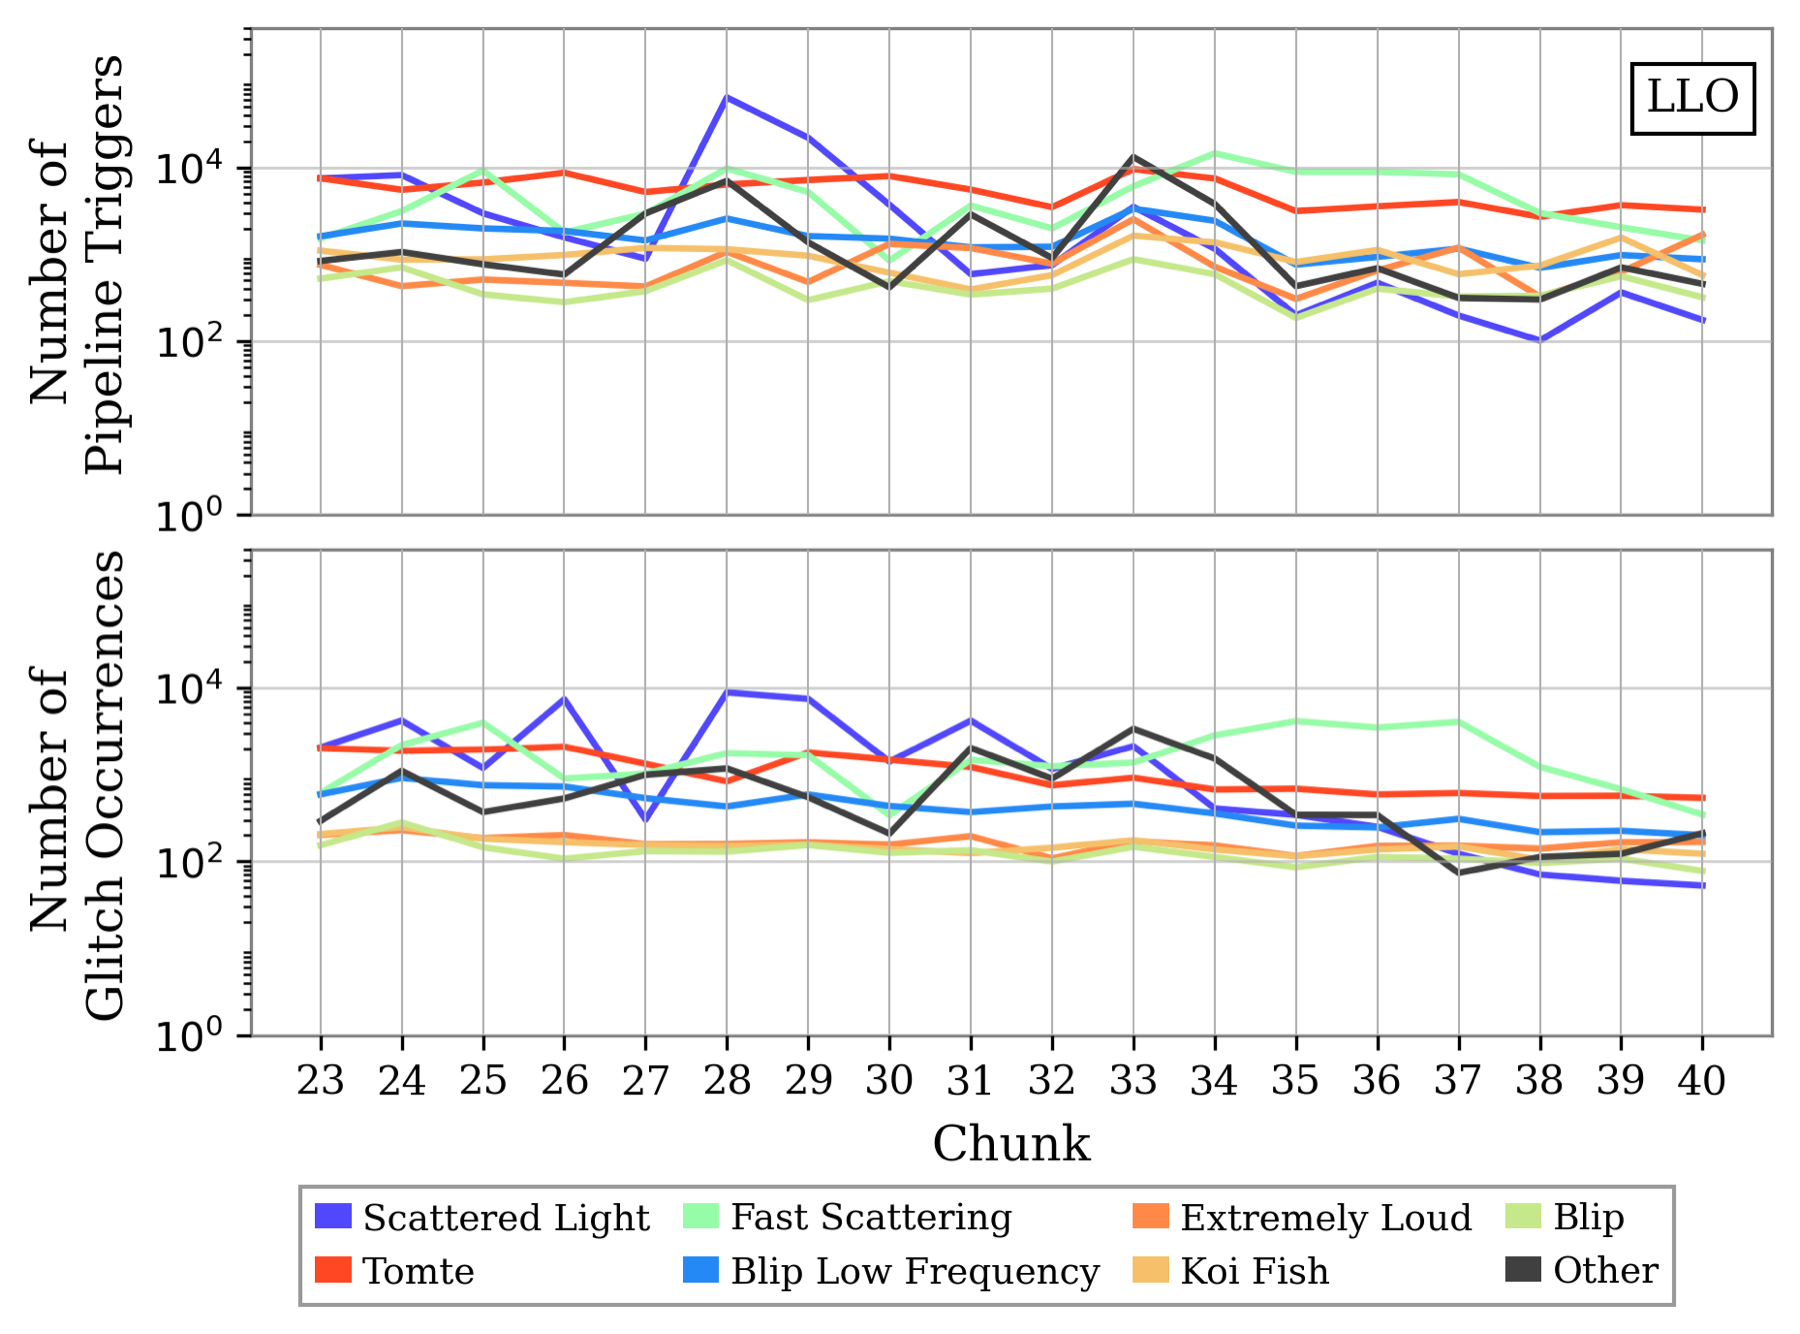 Number of
Pipeline Triggers
10⁴
10²
10⁰
LLO
Number of
Glitch Occurrences
10⁴
10²
10⁰
23 24 25 26 27 28 29 30 31 32 33 34 35 36 37 38 39 40
Chunk
Scattered Light Fast Scattering Extremely Loud Blip
Tomte Blip Low Frequency Koi Fish Other